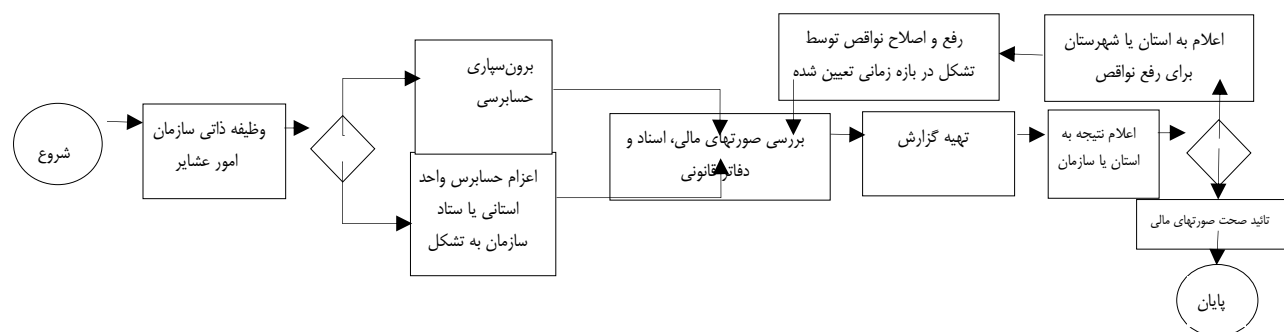 شروع
وظیفه ذاتی سازمان
امور عشایر
برون‌سپاری
حسابرسی
اعزام حسابرس واحد
استانی یا ستاد
سازمان به تشکل
بررسی صورتهای مالی، اسناد و
دفاتر قانونی
تهیه گزارش
اعلام نتیجه به
استان یا سازمان
اعلام به استان یا شهرستان
برای رفع نواقص
رفع و اصلاح نواقص توسط
تشکل در بازه زمانی تعیین شده
تائید صحت صورتهای مالی
پایان